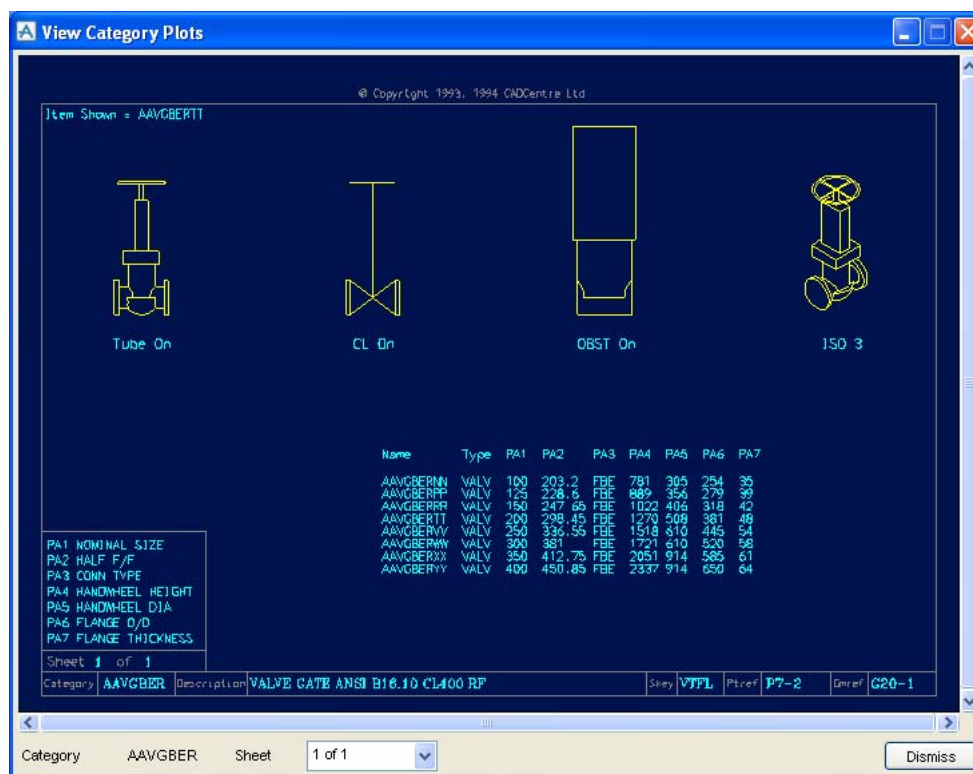 View Category Plots
© Copyright 1993, 1994 CADCentre Ltd
Item Shown = AAVGBERTT
Tube On
CL On
OBST On
ISO 3
Name Type PA1 PA2 PA3 PA4 PA5 PA6 PA7
AAVGBERNN VALV 100 203.2 FBE 781 305 254 35
AAVGBERPP VALV 125 228.6 FBE 889 356 279 39
AAVGBERRR VALV 150 247.65 FBE 1022 406 318 42
AAVGBERTT VALV 200 298.45 FBE 1270 508 381 48
AAVGBERVV VALV 250 336.55 FBE 1518 610 445 54
AAVGBERWW VALV 300 381 FBE 1721 610 520 58
AAVGBERXX VALV 350 412.75 FBE 2051 914 585 61
AAVGBERYY VALV 400 450.85 FBE 2337 914 650 64
PA1 NOMINAL SIZE
PA2 HALF F/F
PA3 CONN TYPE
PA4 HANDWHEEL HEIGHT
PA5 HANDWHEEL DIA
PA6 FLANGE O/D
PA7 FLANGE THICKNESS
Sheet 1 of 1
Category AAVGBER Description VALVE GATE ANSI B16.10 CL400 RF Skey VTFL Ptref P7-2 Gmref G20-1
Category AAVGBER Sheet 1 of 1 Dismiss